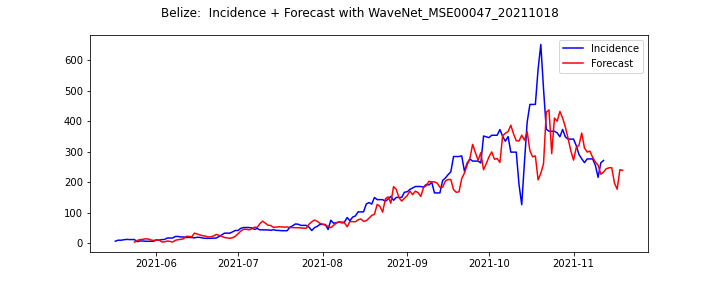 Belize:  Incidence + Forecast with WaveNet_MSE00047_20211018
Incidence
Forecast
600
500
400
300
200
100
0
2021-06 2021-07 2021-08 2021-09 2021-10 2021-11